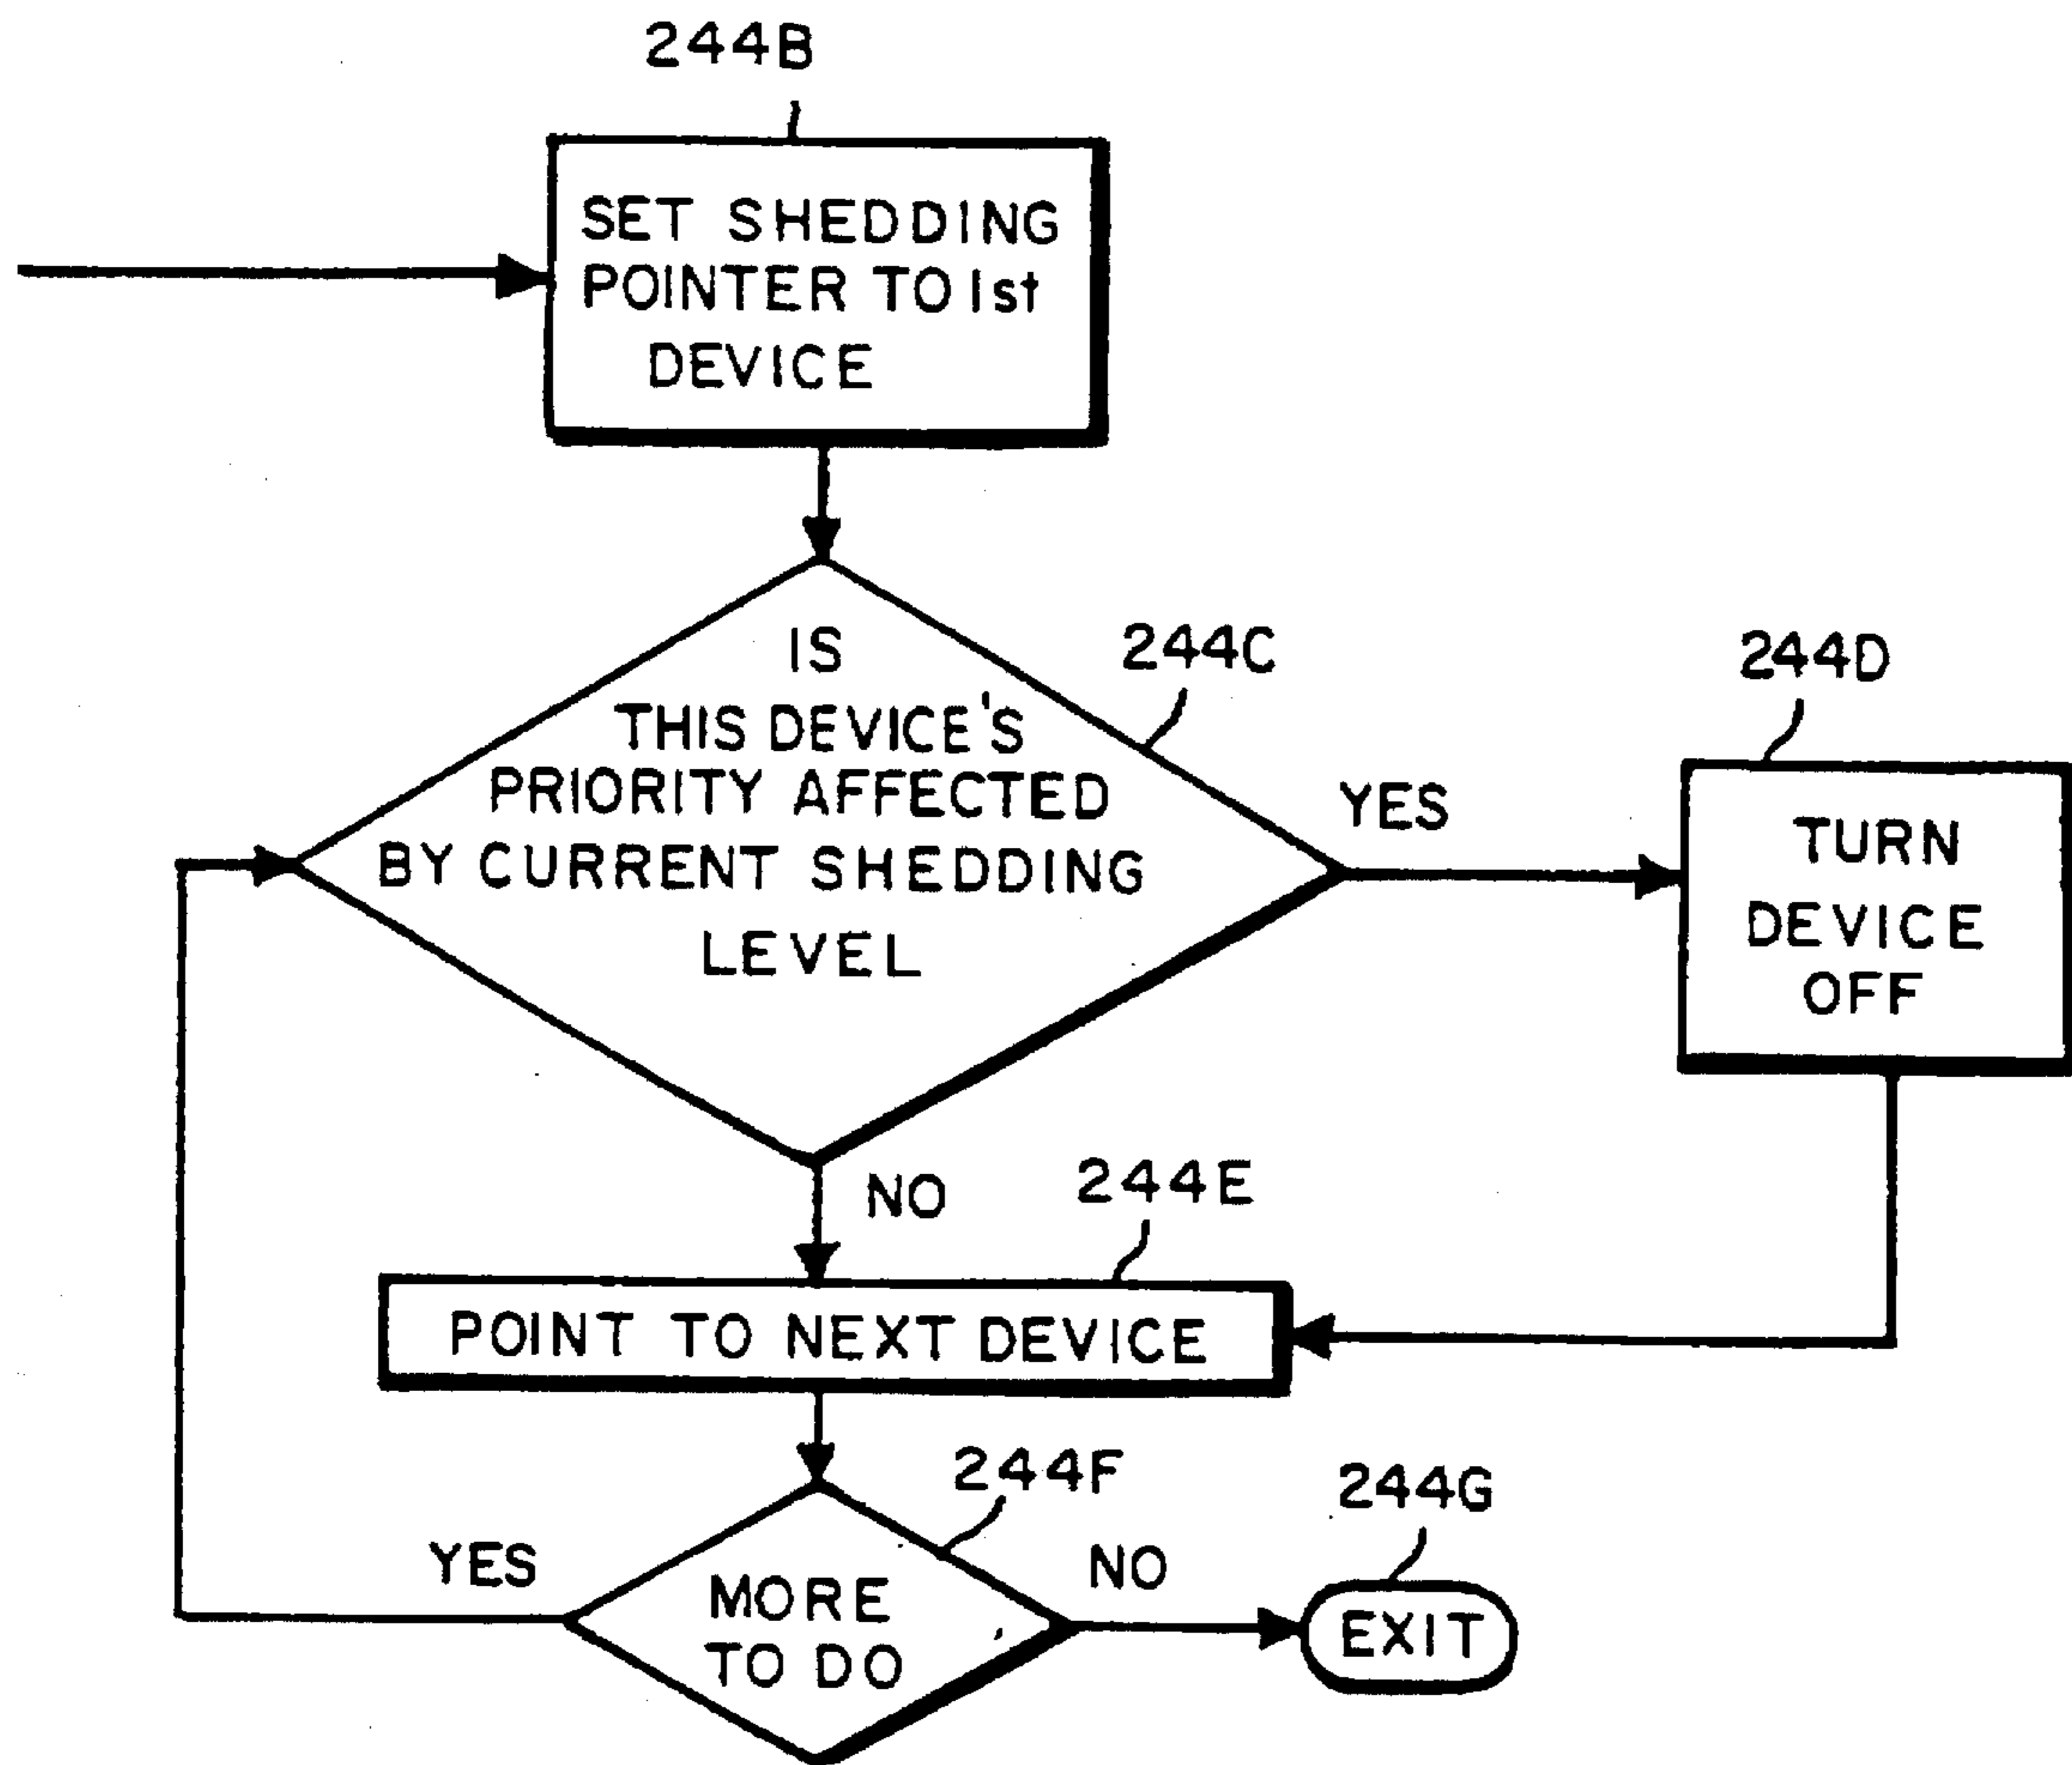 244B
SET SHEDDING
POINTER TO 1st
DEVICE
IS
THIS DEVICE'S
PRIORITY AFFECTED
BY CURRENT SHEDDING
LEVEL
244C
YES
244D
TURN
DEVICE
OFF
NO
244E
POINT TO NEXT DEVICE
244F
YES
MORE
TO DO
NO
244G
EXIT